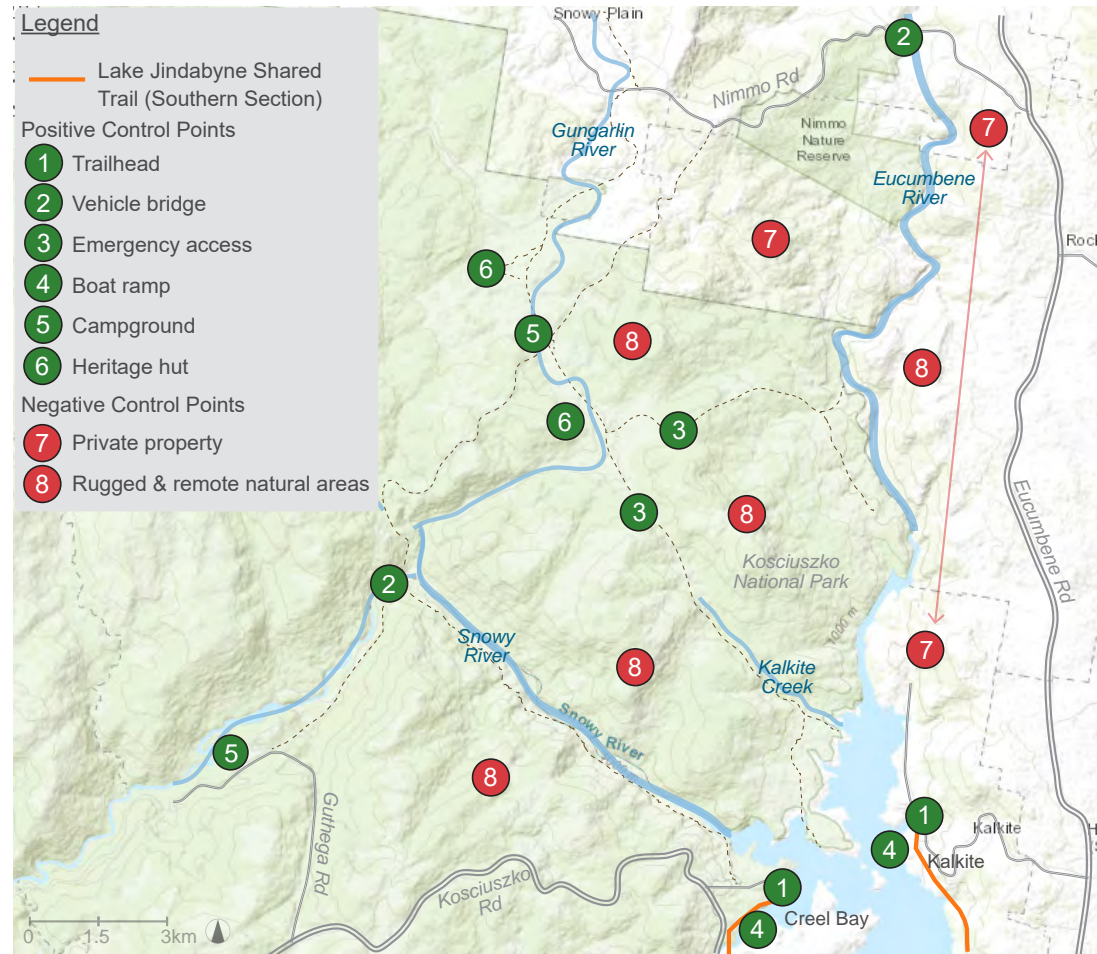 Legend
Lake Jindabyne Shared
Trail (Southern Section)
Positive Control Points
1 Trailhead
2 Vehicle bridge
3 Emergency access
4 Boat ramp
5 Campground
6 Heritage hut
Negative Control Points
7 Private property
8 Rugged & remote natural areas
Snowy Plain
2
Nimmo Rd
7
Gungarlin
River
Nimmo
Nature
Reserve
Eucumbene
River
7
Roc
6
5
8
8
6
3
Eucumbene Rd
3
8
Kosciuszko
National Park
2
1000 m
Snowy
River
7
8
Kalkite
Creek
Snowy River
5
8
Guthega Rd
1
Kalkite
4
Kalkite
Kosciuszko
Rd
1
Creel Bay
4
0 1.5 3km